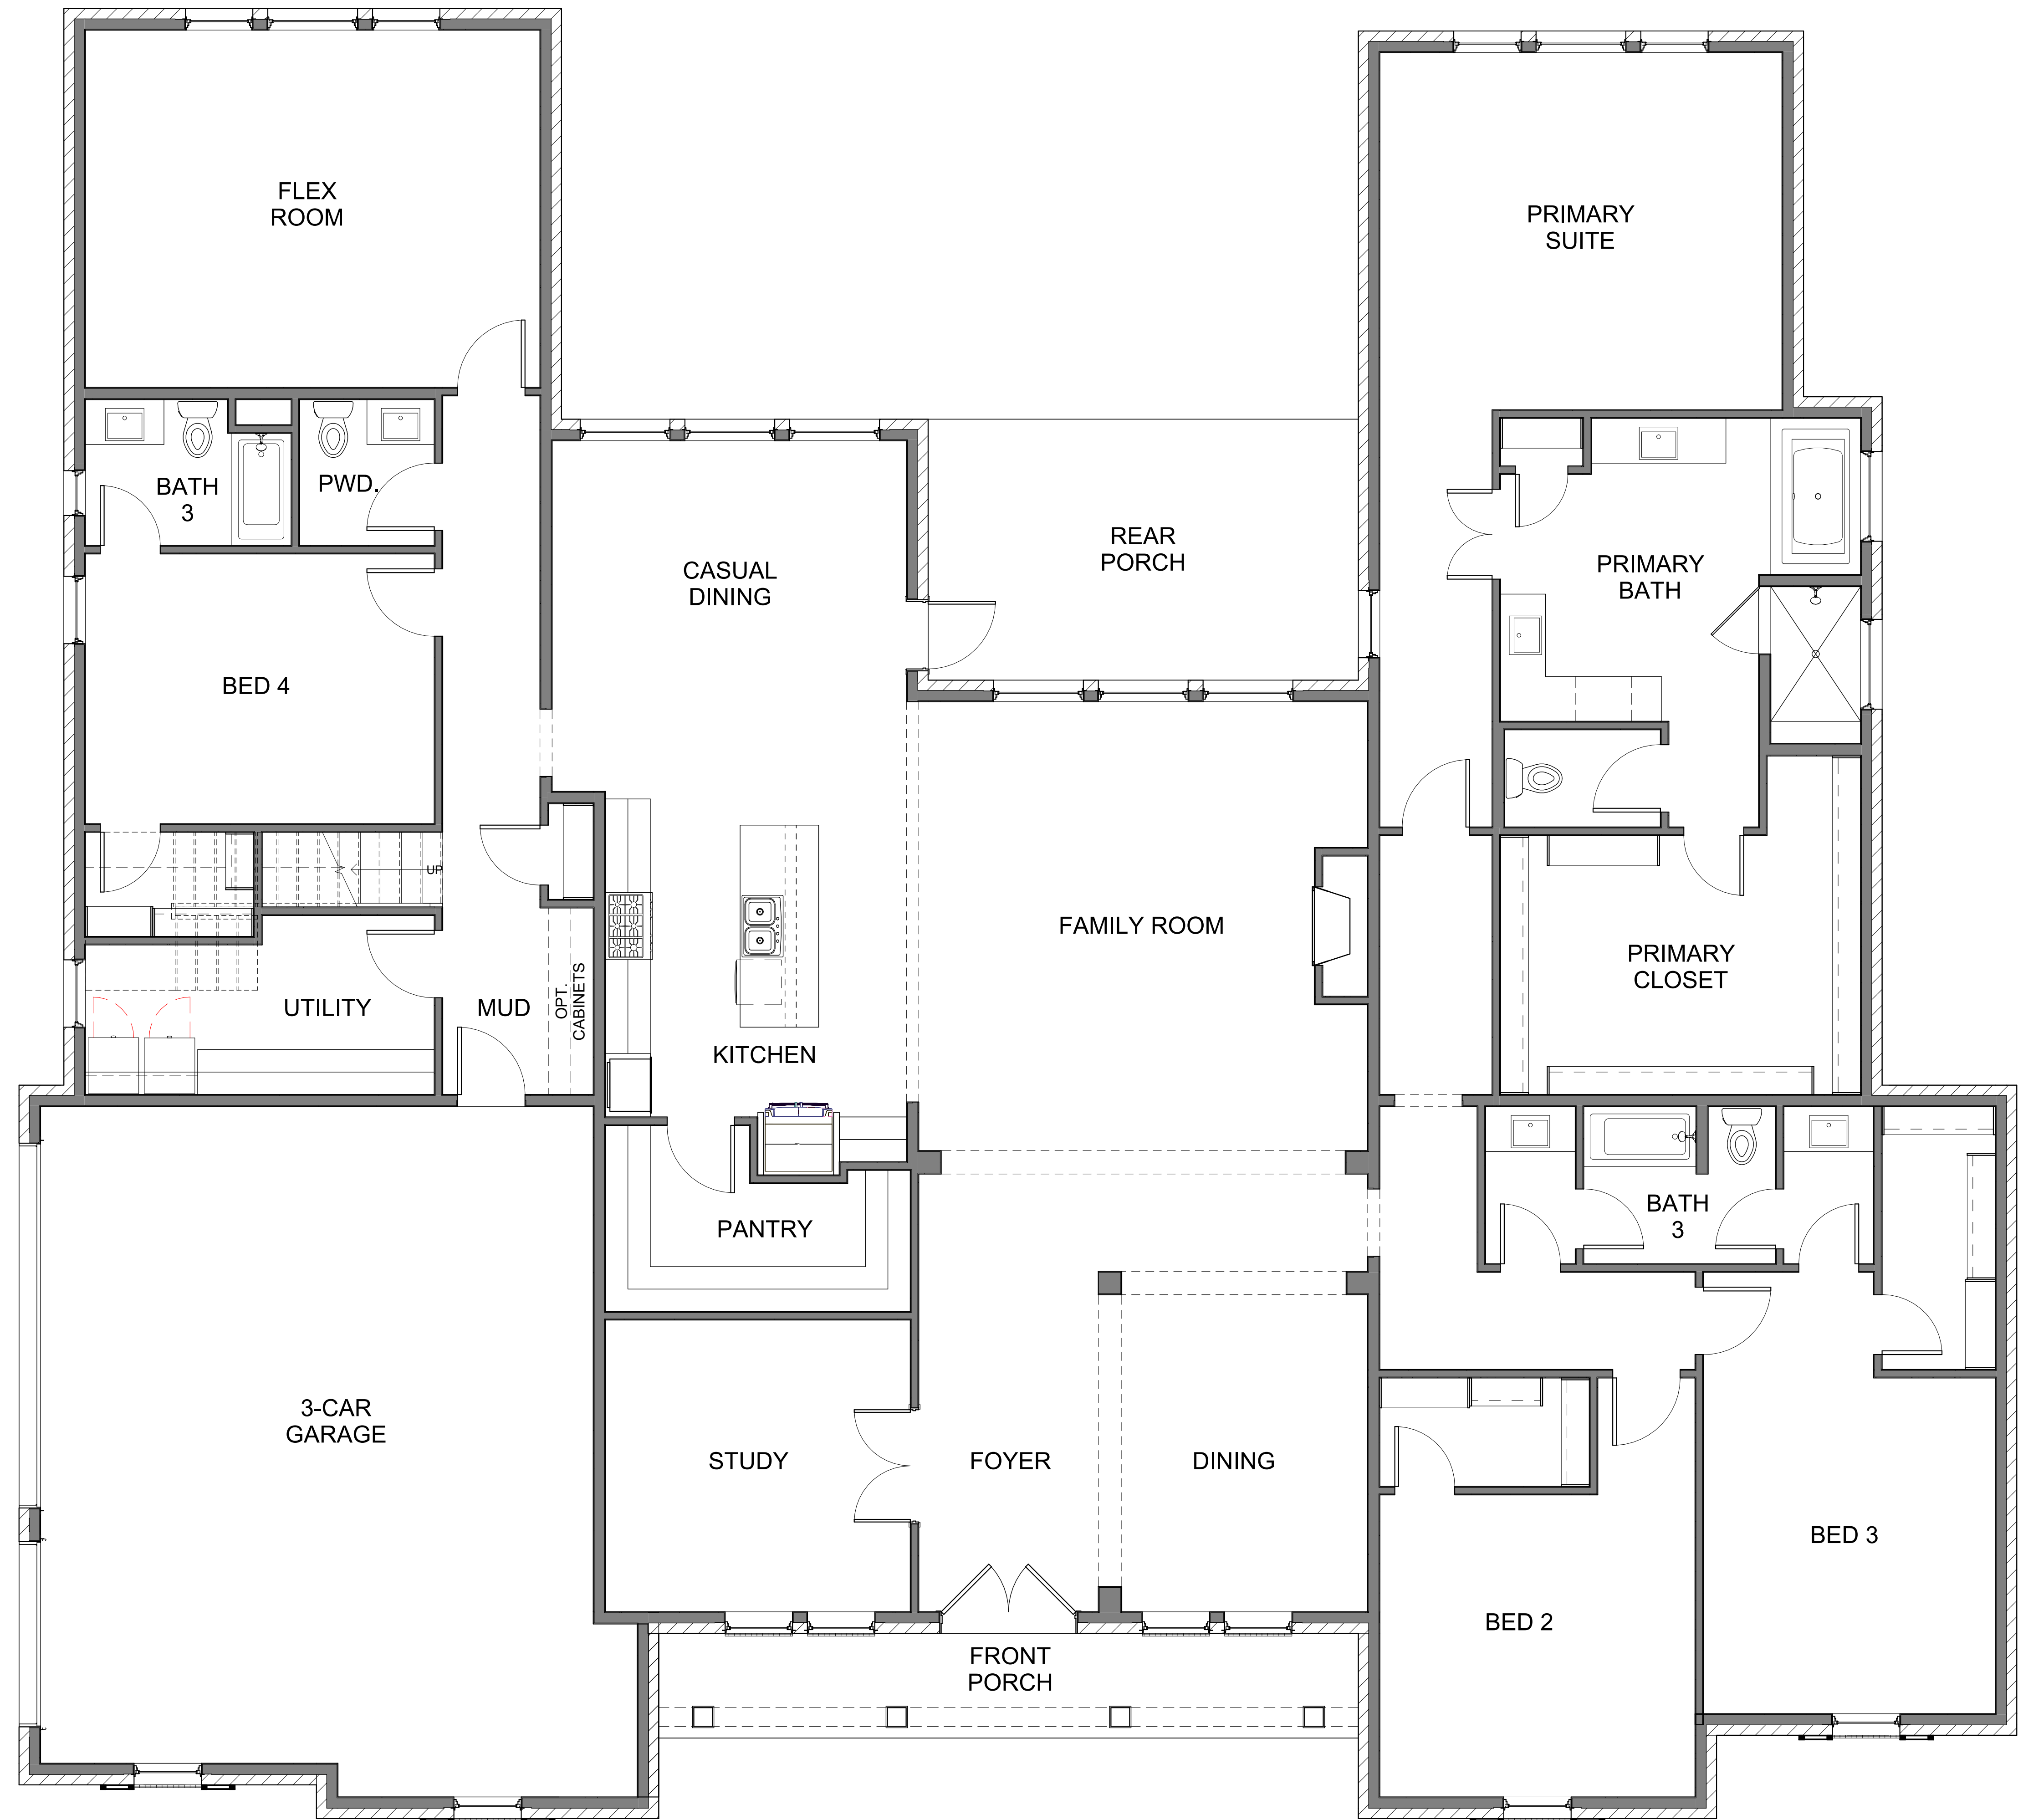 FLEX
ROOM
PRIMARY
SUITE
BATH
3
PWD.
CASUAL
DINING
REAR
PORCH
PRIMARY
BATH
BED 4
UP
FAMILY ROOM
PRIMARY
CLOSET
UTILITY
MUD
OPT.
CABINETS
KITCHEN
PANTRY
BATH
3
3-CAR
GARAGE
STUDY
FOYER
DINING
BED 3
BED 2
FRONT
PORCH